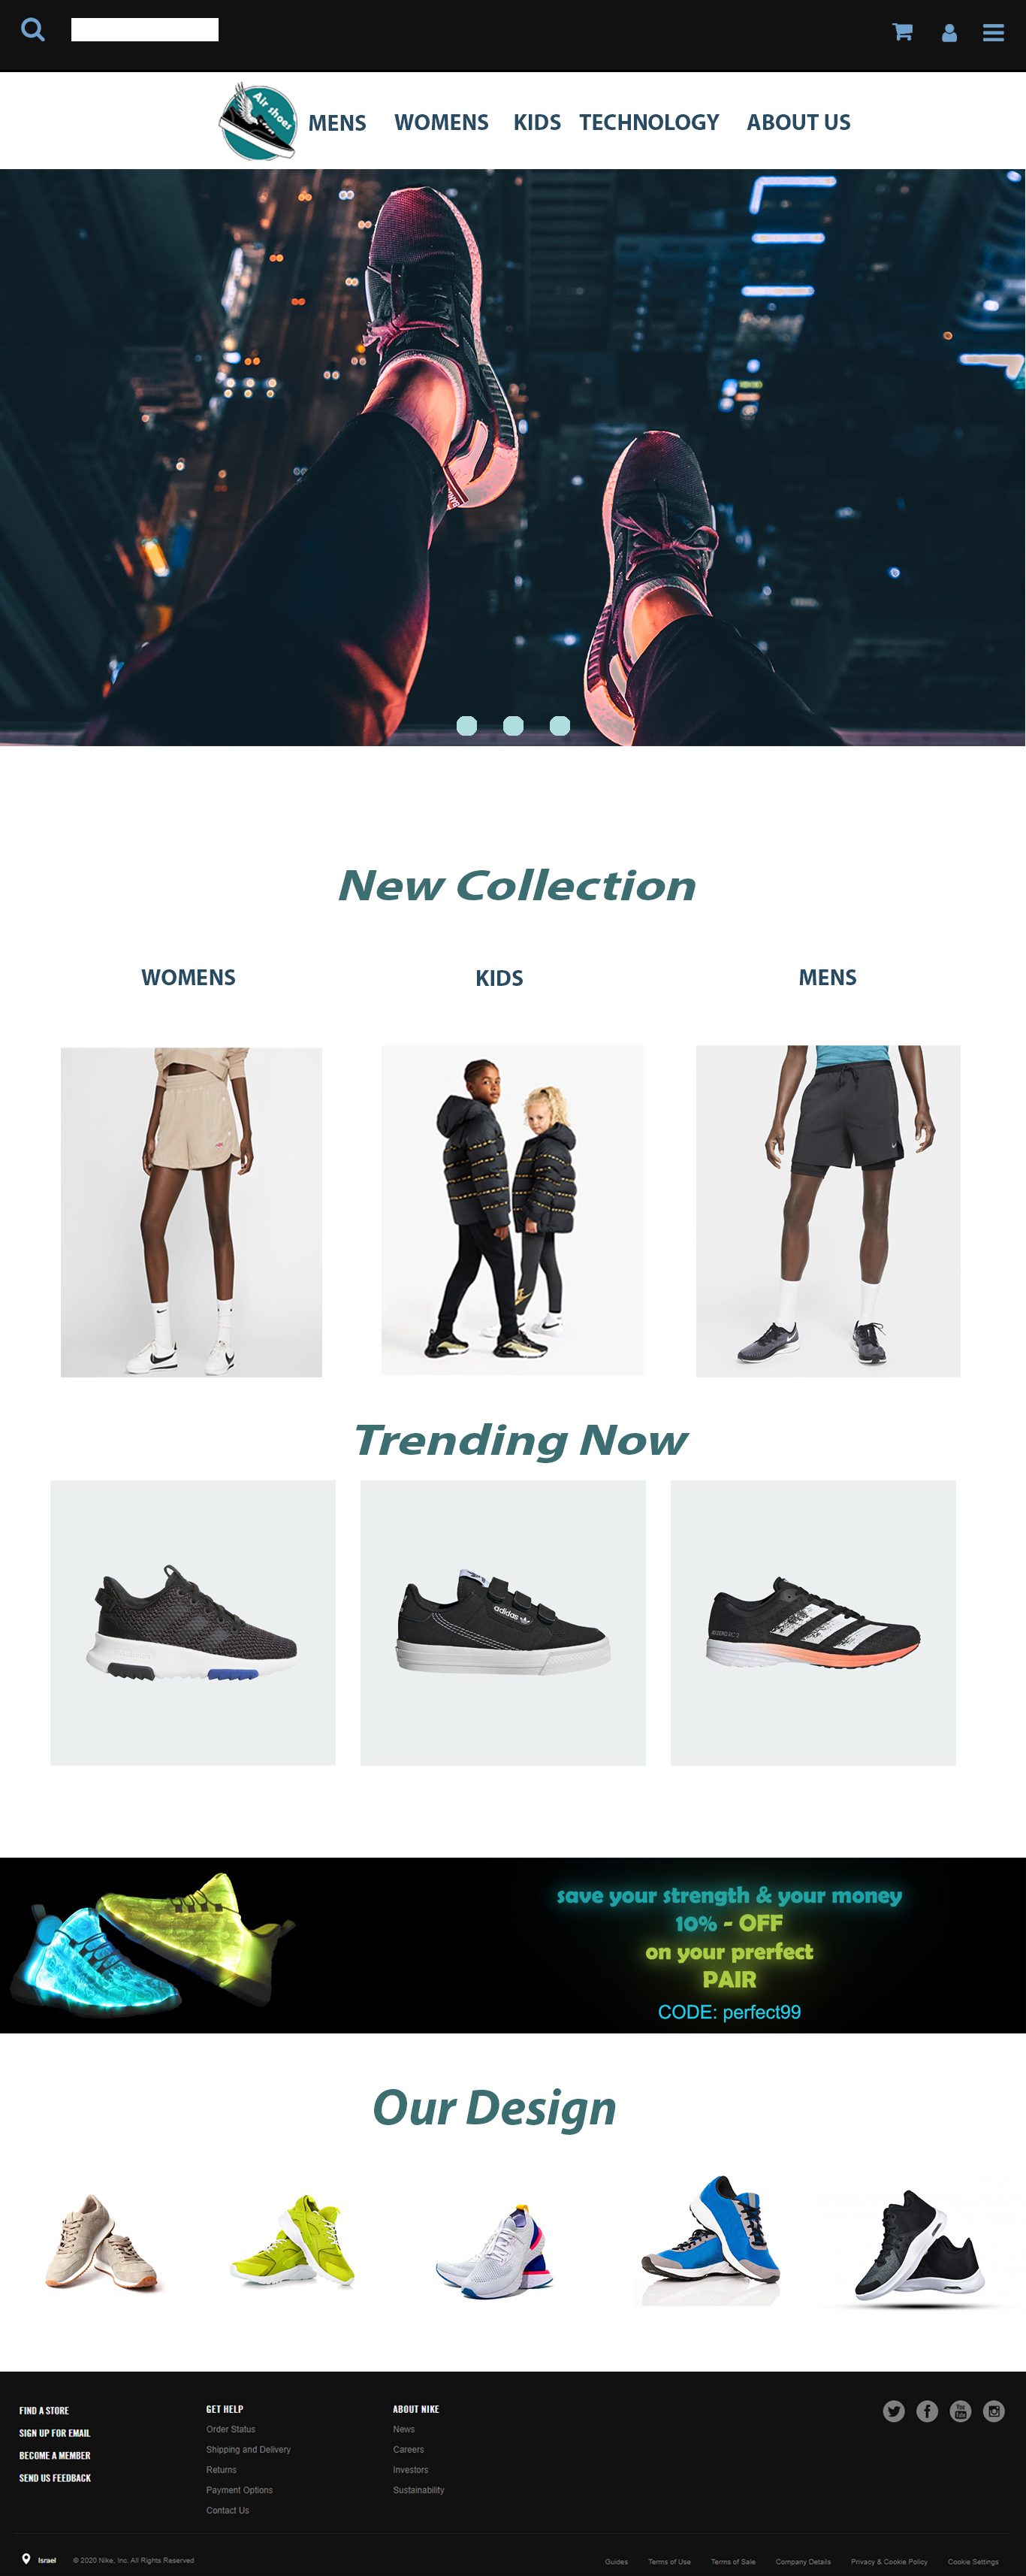 Air shoes
MENS WOMENS KIDS TECHNOLOGY ABOUT US
New Collection
WOMENS KIDS MENS
Trending Now
adidas
save your strength & your money
10% - OFF
on your prerfect
PAIR
CODE: perfect99
Our Design
FIND A STORE
SIGN UP FOR EMAIL
BECOME A MEMBER
SEND US FEEDBACK
GET HELP
Order Status
Shipping and Delivery
Returns
Payment Options
Contact Us
ABOUT NIKE
News
Careers
Investors
Sustainability
You
Tube
Israel © 2020 Nike, Inc. All Rights Reserved
Guides Terms of Use Terms of Sale Company Details Privacy & Cookie Policy Cookie Settings